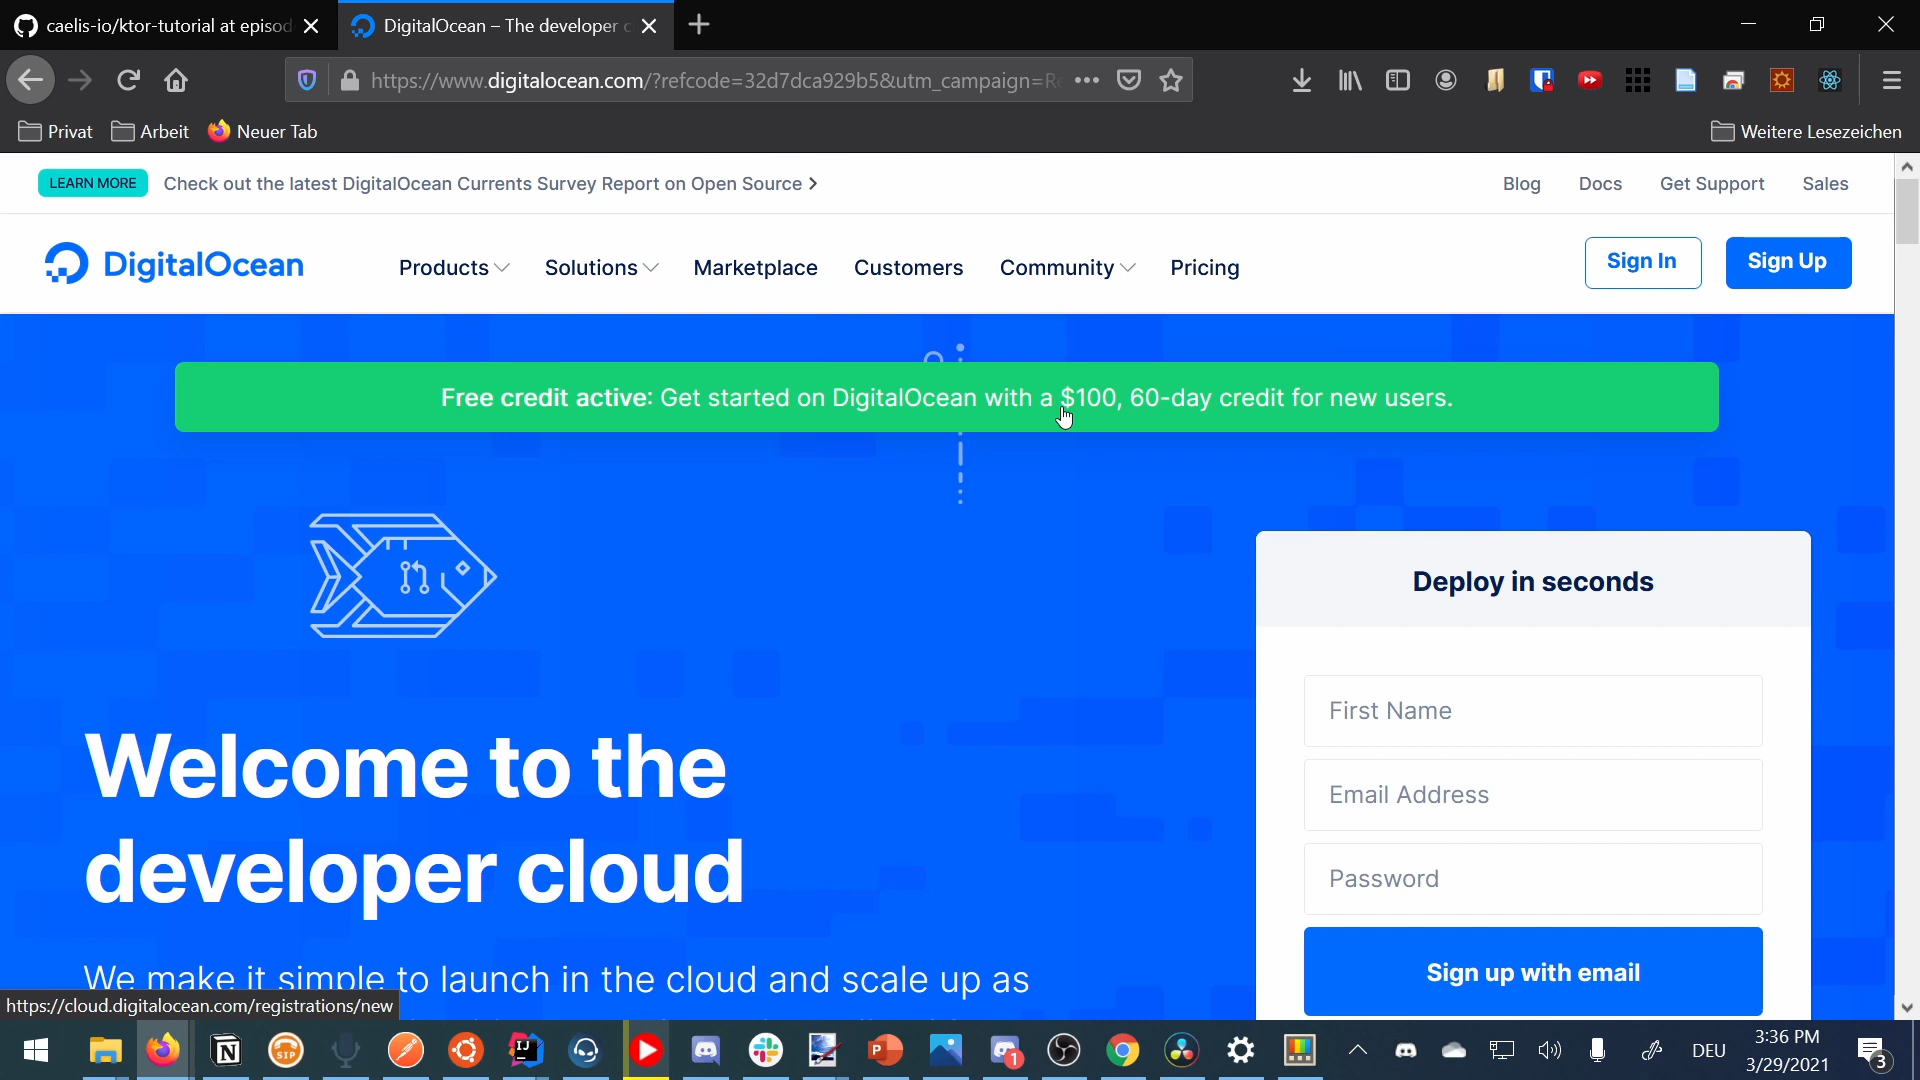 caelis-io/ktor-tutorial at episod
DigitalOcean – The developer c
https://www.digitalocean.com/?refcode=32d7dca929b5&utm_campaign=Re
Privat
Arbeit
Neuer Tab
Weitere Lesezeichen
LEARN MORE
Check out the latest DigitalOcean Currents Survey Report on Open Source
Blog
Docs
Get Support
Sales
DigitalOcean
Products
Solutions
Marketplace
Customers
Community
Pricing
Sign In
Sign Up
Free credit active: Get started on DigitalOcean with a $100, 60-day credit for new users.
Deploy in seconds
First Name
Email Address
Password
Sign up with email
Welcome to the
developer cloud
We make it simple to launch in the cloud and scale up as
https://cloud.digitalocean.com/registrations/new
DEU
3:36 PM
3/29/2021
3
1
SIP
IJ
N
P